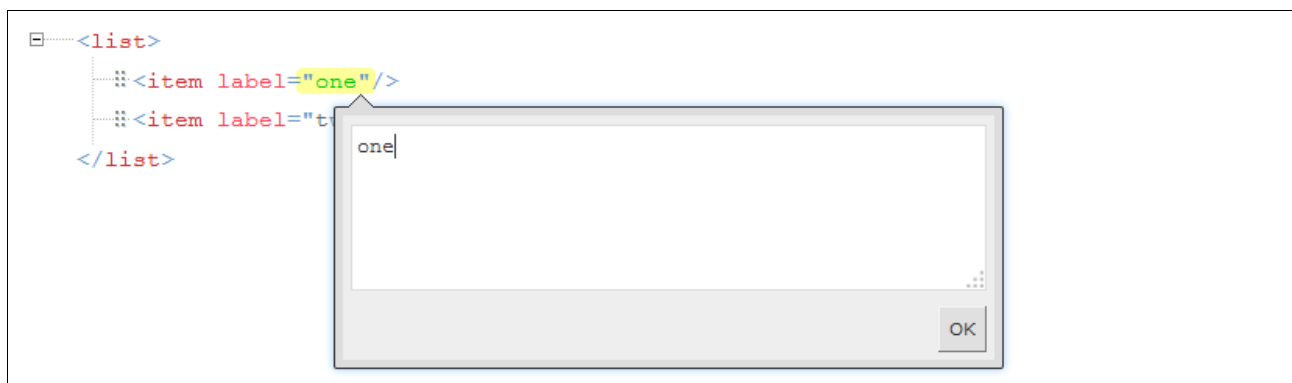 <list>
<item label="one"/>
<item label="t
</list>
one
OK